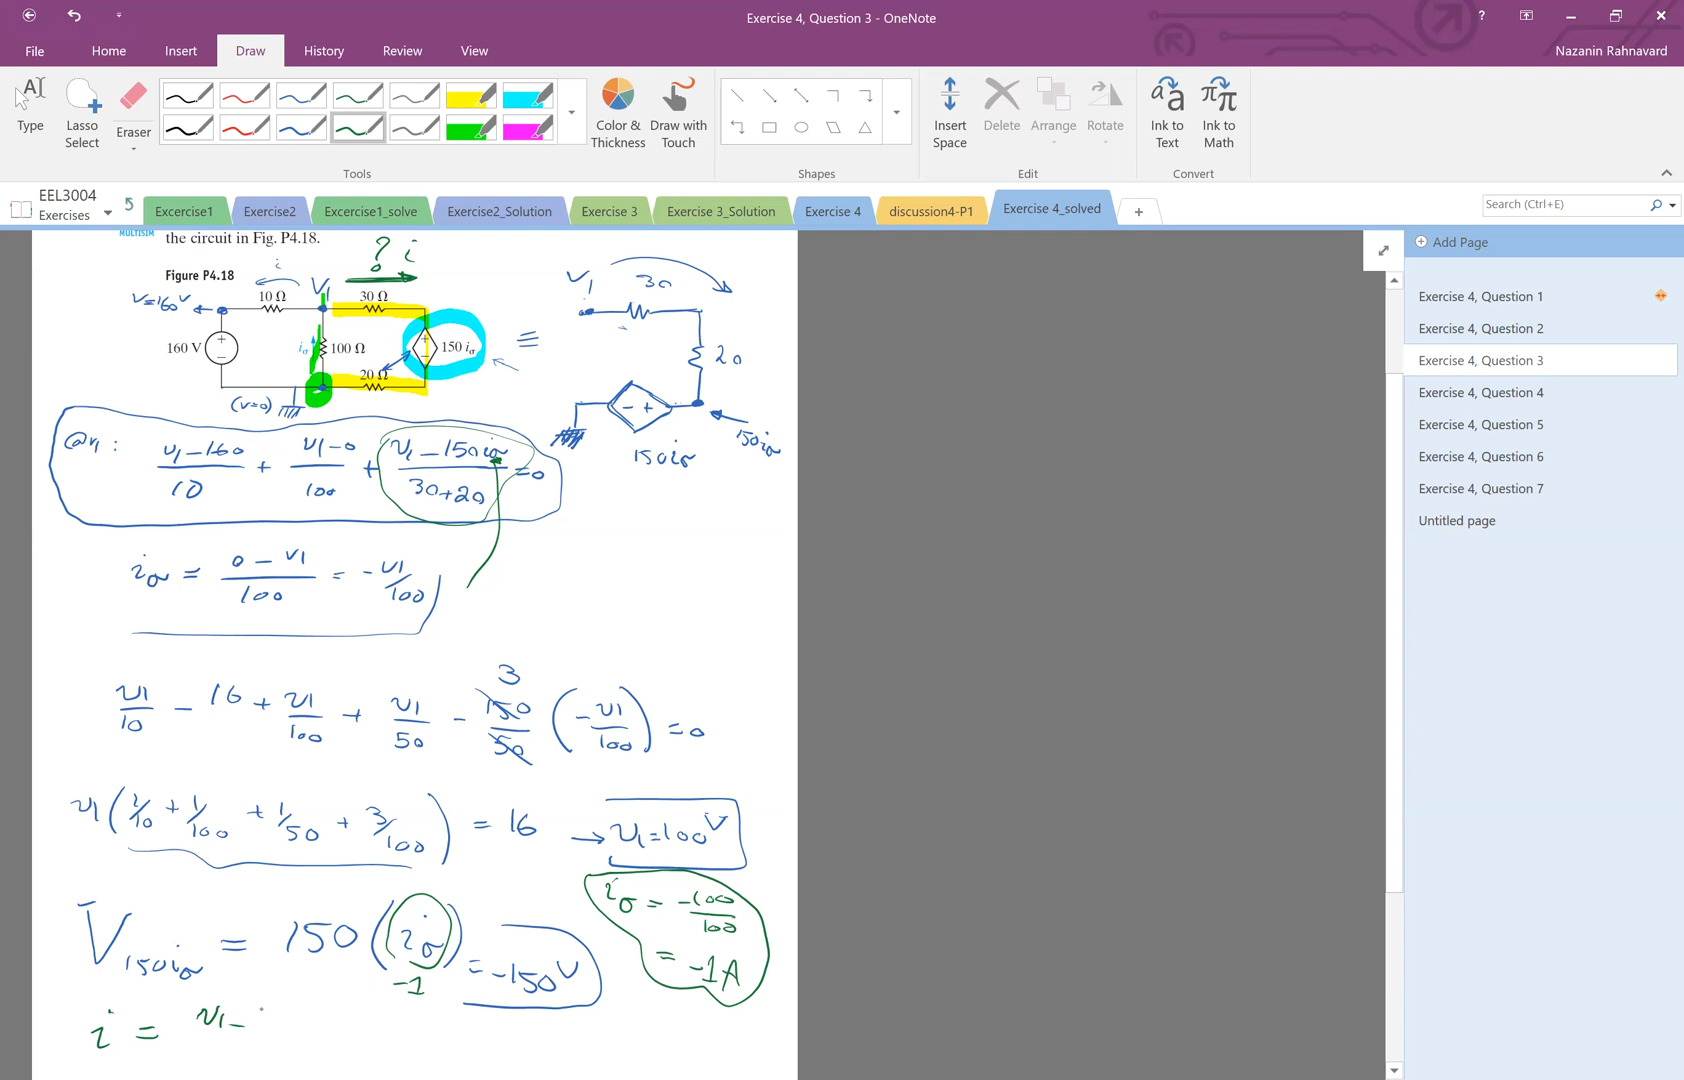 Exercise 4, Question 3 - OneNote
?
File
Home
Insert
Draw
History
Review
View
Nazanin Rahnavard
Type
Lasso Select
Eraser
Color & Thickness
Draw with Touch
Insert Space
Delete
Arrange
Rotate
Ink to Text
Ink to Math
Tools
Shapes
Edit
Convert
EEL3004
Exercises
Excercise1
Exercise2
Excercise1_solve
Exercise2_Solution
Exercise 3
Exercise 3_Solution
Exercise 4
discussion4-P1
Exercise 4_solved
+
Search (Ctrl+E)
Add Page
Exercise 4, Question 1
Exercise 4, Question 2
Exercise 4, Question 3
Exercise 4, Question 4
Exercise 4, Question 5
Exercise 4, Question 6
Exercise 4, Question 7
Untitled page
MULTISIM
the circuit in Fig. P4.18.
Figure P4.18
i
V1
? i
V=160V
10 Ω
30 Ω
160 V
iσ
100 Ω
150 iσ
20 Ω
(V=0)
≡
V1
30
20
- +
150iσ
150iσ
@v1 : (v1-160)/10 + (v1-0)/100 + (v1-150iσ)/(30+20) = 0
iσ = (0-v1)/100 = -v1/100
v1/10 - 16 + v1/100 + v1/50 - 150/50 (-v1/100) = 0
3
v1 (1/10 + 1/100 + 1/50 + 3/100) = 16 → v1=100V
iσ = -100/100
= -1A
V150iσ = 150 (iσ) = -150V
-1
i = v1-